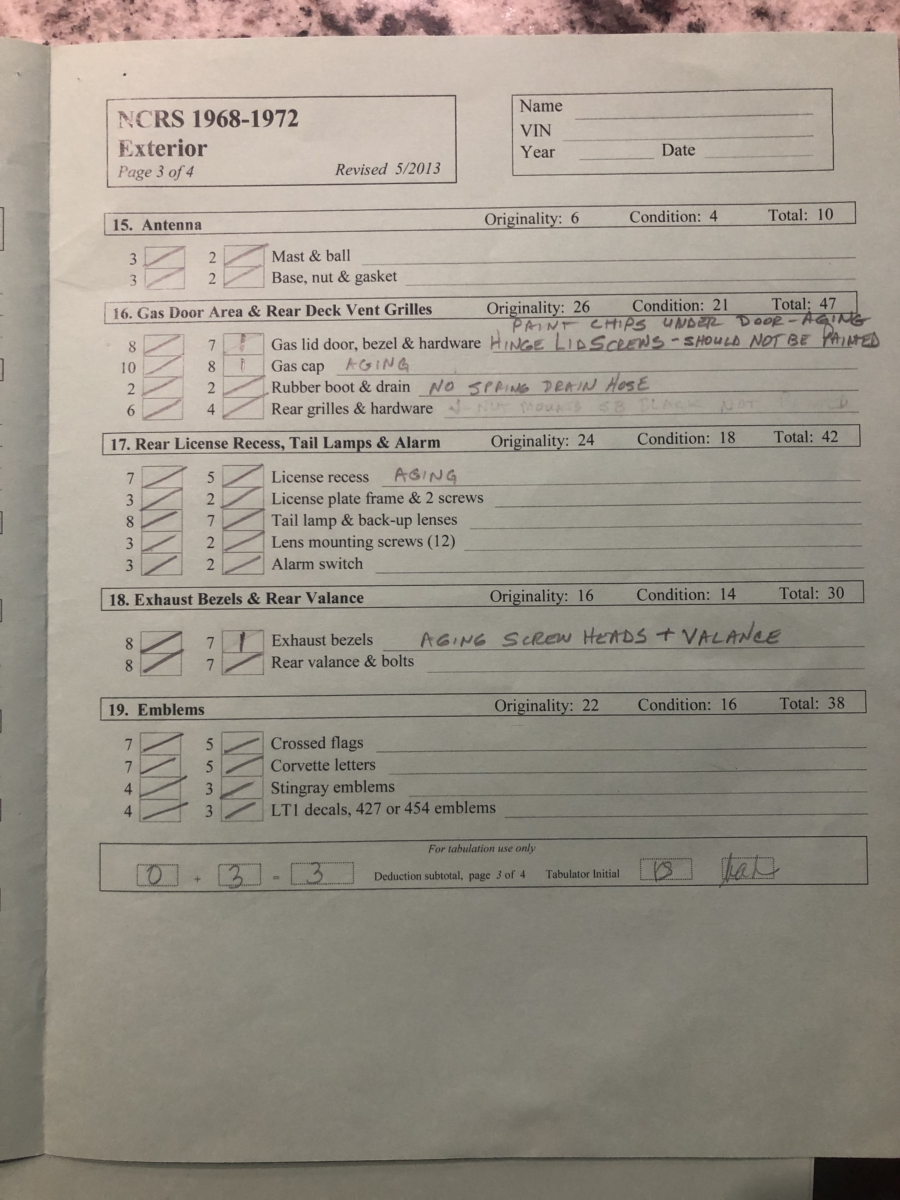 NCRS 1968-1972
Exterior
Page 3 of 4 Revised 5/2013
Name
VIN
Year Date
15. Antenna Originality: 6 Condition: 4 Total: 10
3 2 Mast & ball
3 2 Base, nut & gasket
16. Gas Door Area & Rear Deck Vent Grilles Originality: 26 Condition: 21 Total: 47
PAINT CHIPS UNDER DOOR - AGING
8 7 1 Gas lid door, bezel & hardware HINGE LID SCREWS - SHOULD NOT BE PAINTED
10 8 1 Gas cap AGING
2 2 Rubber boot & drain NO SPRING DRAIN HOSE
6 4 Rear grilles & hardware
17. Rear License Recess, Tail Lamps & Alarm Originality: 24 Condition: 18 Total: 42
7 5 License recess AGING
3 2 License plate frame & 2 screws
8 7 Tail lamp & back-up lenses
3 2 Lens mounting screws (12)
3 2 Alarm switch
18. Exhaust Bezels & Rear Valance Originality: 16 Condition: 14 Total: 30
8 7 1 Exhaust bezels AGING SCREW HEADS + VALANCE
8 7 Rear valance & bolts
19. Emblems Originality: 22 Condition: 16 Total: 38
7 5 Crossed flags
7 5 Corvette letters
4 3 Stingray emblems
4 3 LT1 decals, 427 or 454 emblems
For tabulation use only
0 + 3 = 3 Deduction subtotal, page 3 of 4 Tabulator Initial